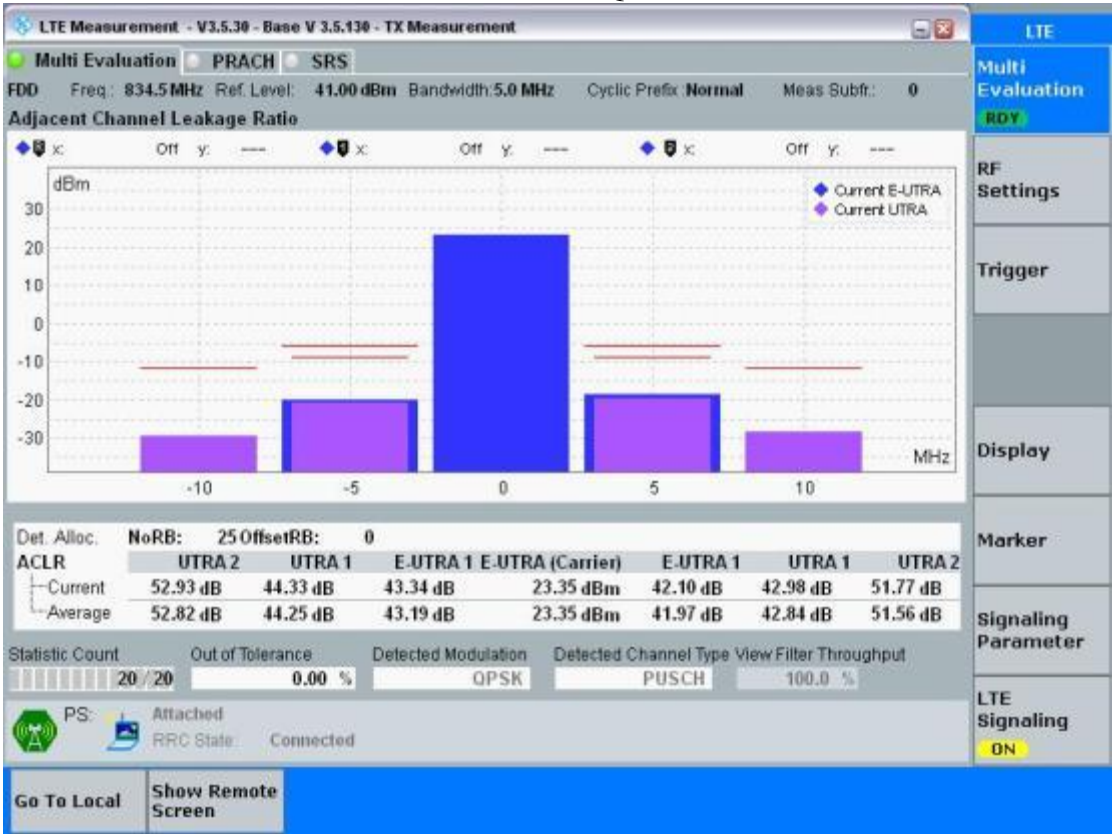 LTE Measurement - V3.5.30 - Base V 3.5.130 - TX Measurement
Multi Evaluation PRACH SRS
FDD Freq.: 834.5 MHz Ref. Level: 41.00 dBm Bandwidth: 5.0 MHz Cyclic Prefix : Normal Meas Subfr.: 0
Adjacent Channel Leakage Ratio
x: Off y: --- x: Off y: --- x: Off y: ---
dBm
Current E-UTRA
Current UTRA
30
20
10
0
-10
-20
-30
MHz
-10 -5 0 5 10
Det. Alloc. NoRB: 25 OffsetRB: 0
ACLR UTRA 2 UTRA 1 E-UTRA 1 E-UTRA (Carrier) E-UTRA 1 UTRA 1 UTRA 2
Current 52.93 dB 44.33 dB 43.34 dB 23.35 dBm 42.10 dB 42.98 dB 51.77 dB
Average 52.82 dB 44.25 dB 43.19 dB 23.35 dBm 41.97 dB 42.84 dB 51.56 dB
Statistic Count Out of Tolerance Detected Modulation Detected Channel Type View Filter Throughput
20 / 20 0.00 % QPSK PUSCH 100.0 %
PS: Attached
RRC State: Connected
Go To Local
Show Remote
Screen
LTE
Multi
Evaluation
RDY
RF
Settings
Trigger
Display
Marker
Signaling
Parameter
LTE
Signaling
ON